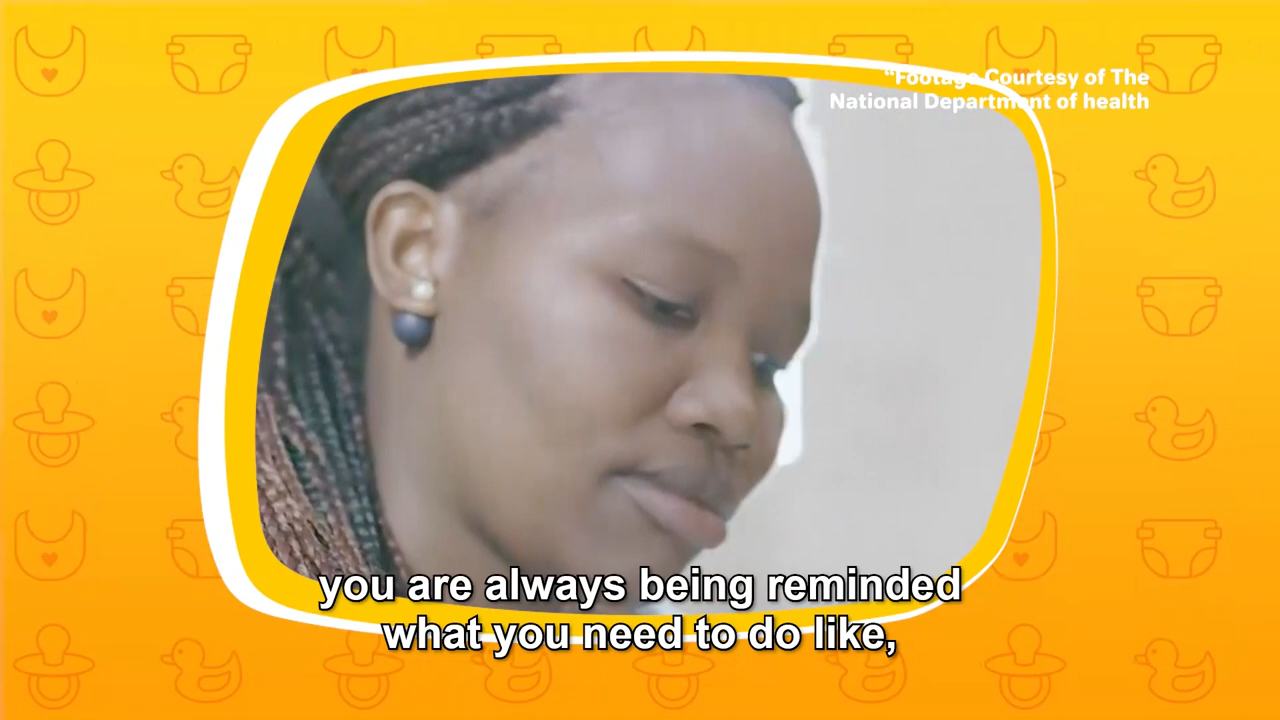 “Footage Courtesy of The
National Department of health
you are always being reminded
what you need to do like,